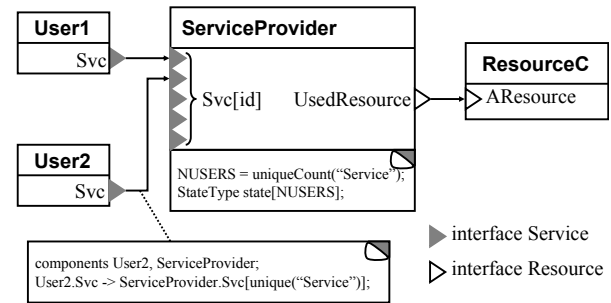 User1
Svc
ServiceProvider
Svc[id]
UsedResource
ResourceC
AResource
User2
Svc
NUSERS = uniqueCount(“Service”);
StateType state[NUSERS];
components User2, ServiceProvider;
User2.Svc -> ServiceProvider.Svc[unique(“Service”)];
interface Service
interface Resource